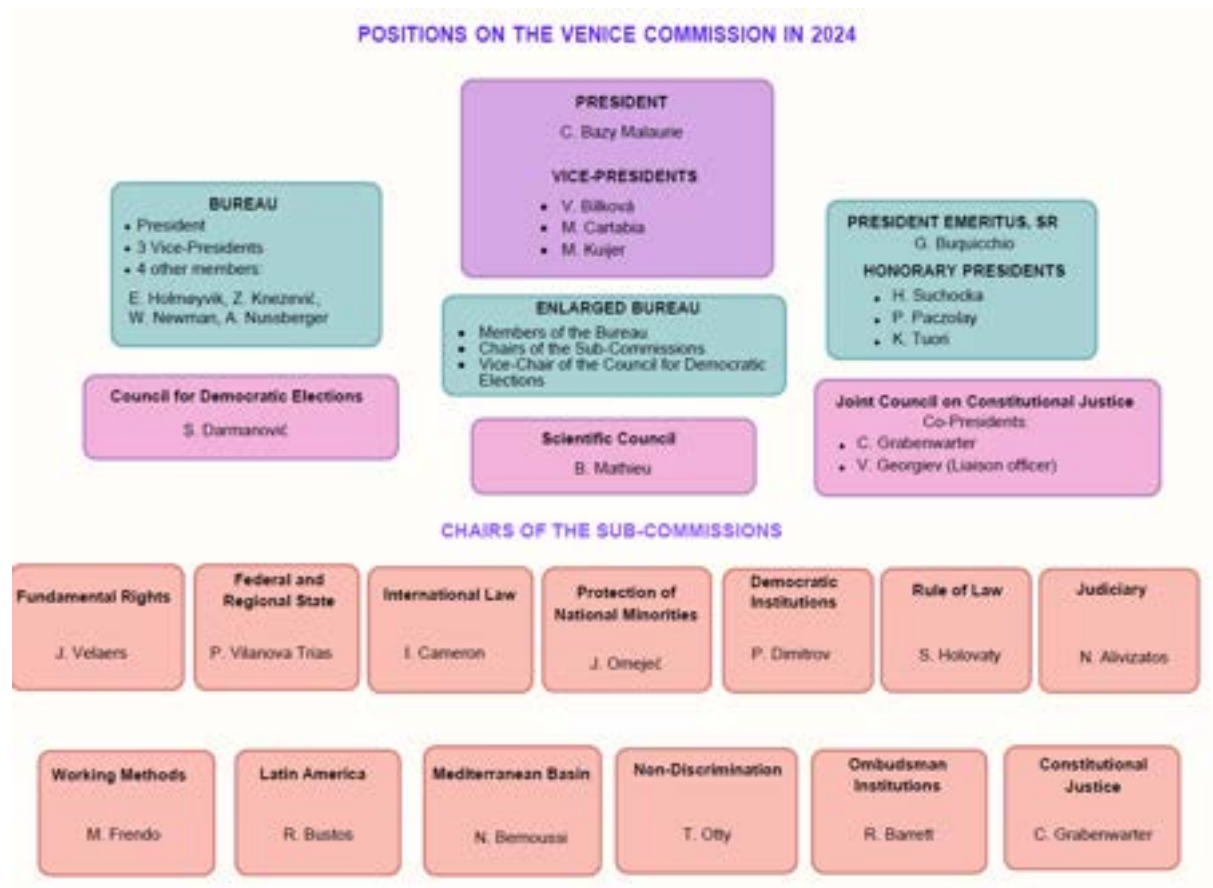 POSITIONS ON THE VENICE COMMISSION IN 2024
PRESIDENT
C. Bazy Malaurie
VICE-PRESIDENTS
• V. Bílková
• M. Cartabia
• M. Kuijer
BUREAU
• President
• 3 Vice-Presidents
• 4 other members:
E. Holmøyvik, Z. Knezević,
W. Newman, A. Nussberger
PRESIDENT EMERITUS, SR
G. Buquicchio
HONORARY PRESIDENTS
• H. Suchocka
• P. Paczolay
• K. Tuori
ENLARGED BUREAU
• Members of the Bureau
• Chairs of the Sub-Commissions
• Vice-Chair of the Council for Democratic
Elections
Council for Democratic Elections
S. Darmanović
Scientific Council
B. Mathieu
Joint Council on Constitutional Justice
Co-Presidents
• C. Grabenwarter
• V. Georgiev (Liaison officer)
CHAIRS OF THE SUB-COMMISSIONS
Fundamental Rights
J. Velaers
Federal and
Regional State
P. Vilanova Trias
International Law
I. Cameron
Protection of
National Minorities
J. Omejec
Democratic
Institutions
P. Dimitrov
Rule of Law
S. Holovaty
Judiciary
N. Alivizatos
Working Methods
M. Frendo
Latin America
R. Bustos
Mediterranean Basin
N. Bernoussi
Non-Discrimination
T. Otty
Ombudsman
Institutions
R. Barrett
Constitutional
Justice
C. Grabenwarter